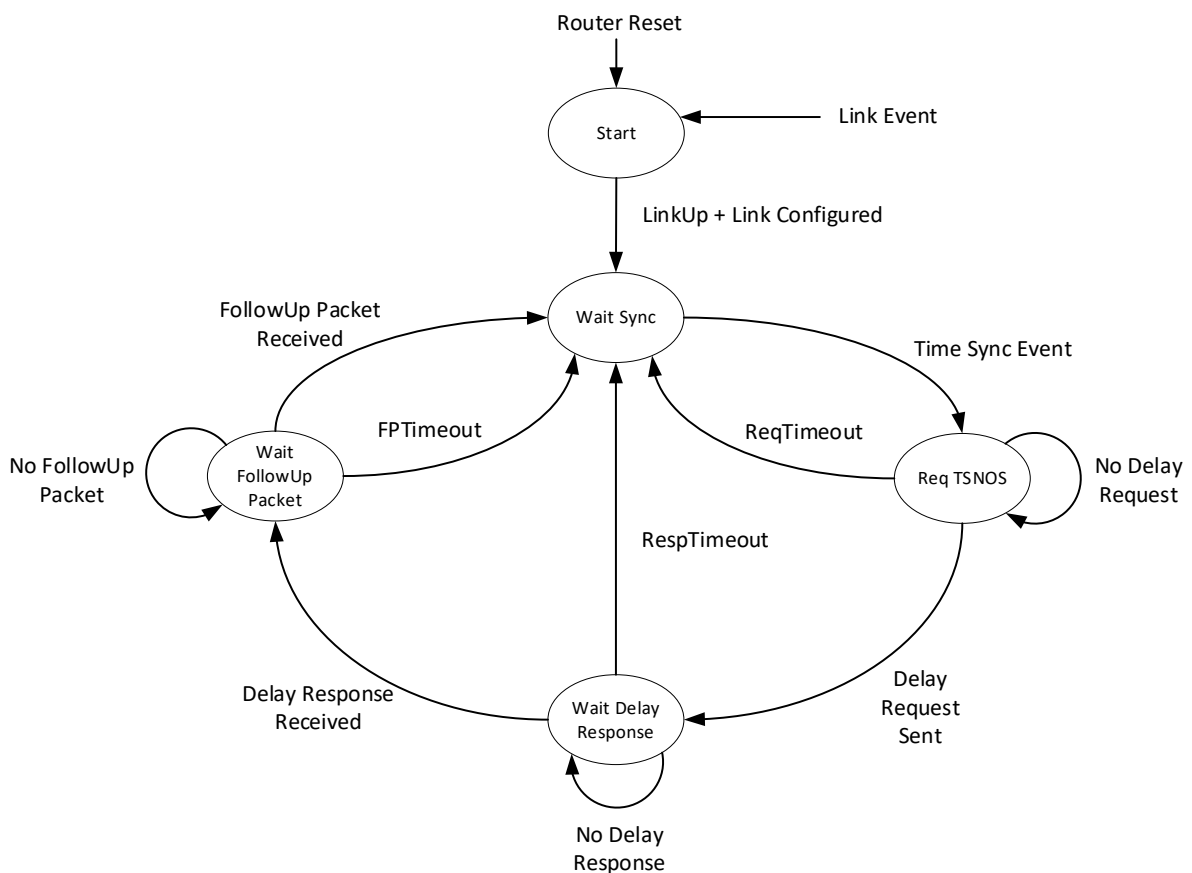 Router Reset
Start
Link Event
LinkUp + Link Configured
Wait Sync
FollowUp Packet
Received
Time Sync Event
FPTimeout
ReqTimeout
No FollowUp
Packet
Wait
FollowUp
Packet
Req TSNOS
No Delay
Request
RespTimeout
Delay Response
Received
Wait Delay
Response
Delay
Request
Sent
No Delay
Response